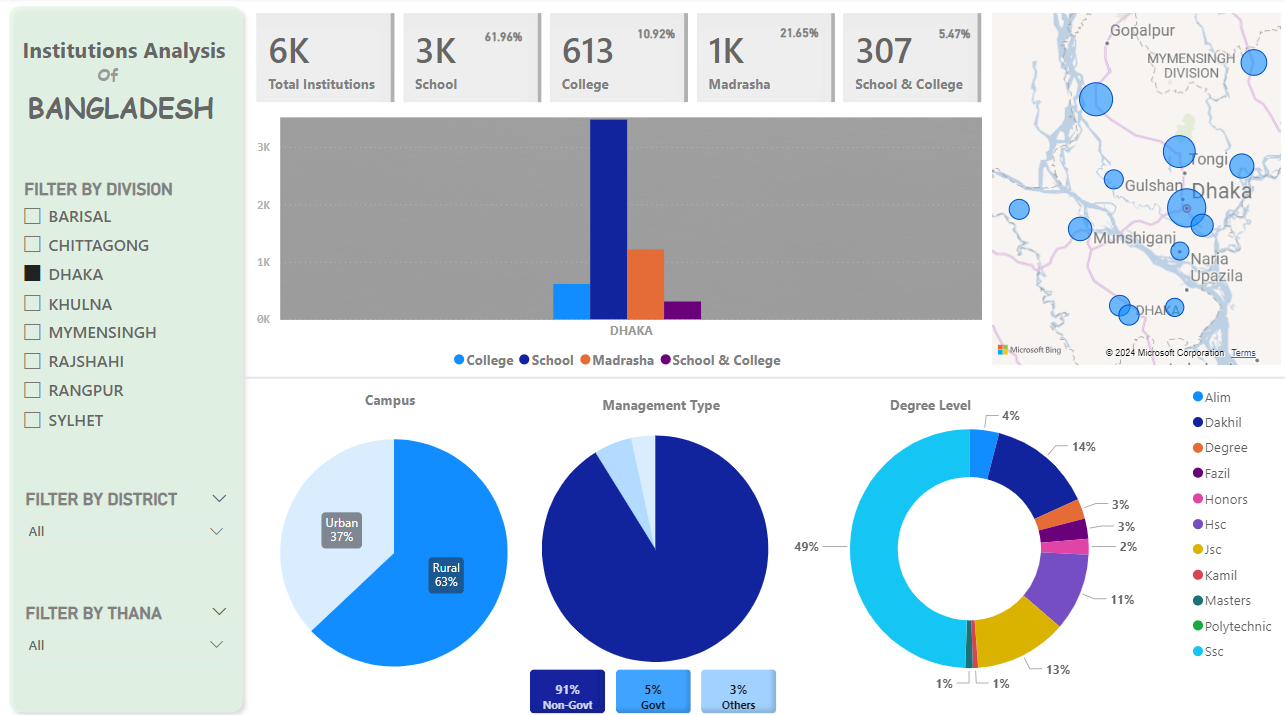 Institutions Analysis
Of
BANGLADESH
FILTER BY DIVISION
BARISAL
CHITTAGONG
DHAKA
KHULNA
MYMENSINGH
RAJSHAHI
RANGPUR
SYLHET
FILTER BY DISTRICT
All
FILTER BY THANA
All
6K
Total Institutions
3K
61.96%
School
613
10.92%
College
1K
21.65%
Madrasha
307
5.47%
School & College
3K
2K
1K
0K
DHAKA
College School Madrasha School & College
Gopalpur
MYMENSINGH
DIVISION
Tongi
Gulshan
Dhaka
Munshiganj
Naria
Upazila
DHAKA
Microsoft Bing
© 2024 Microsoft Corporation Terms
Campus
Urban
37%
Rural
63%
Management Type
91%
Non-Govt
5%
Govt
3%
Others
Degree Level
4%
14%
3%
3%
2%
11%
13%
1%
1%
49%
Alim
Dakhil
Degree
Fazil
Honors
Hsc
Jsc
Kamil
Masters
Polytechnic
Ssc